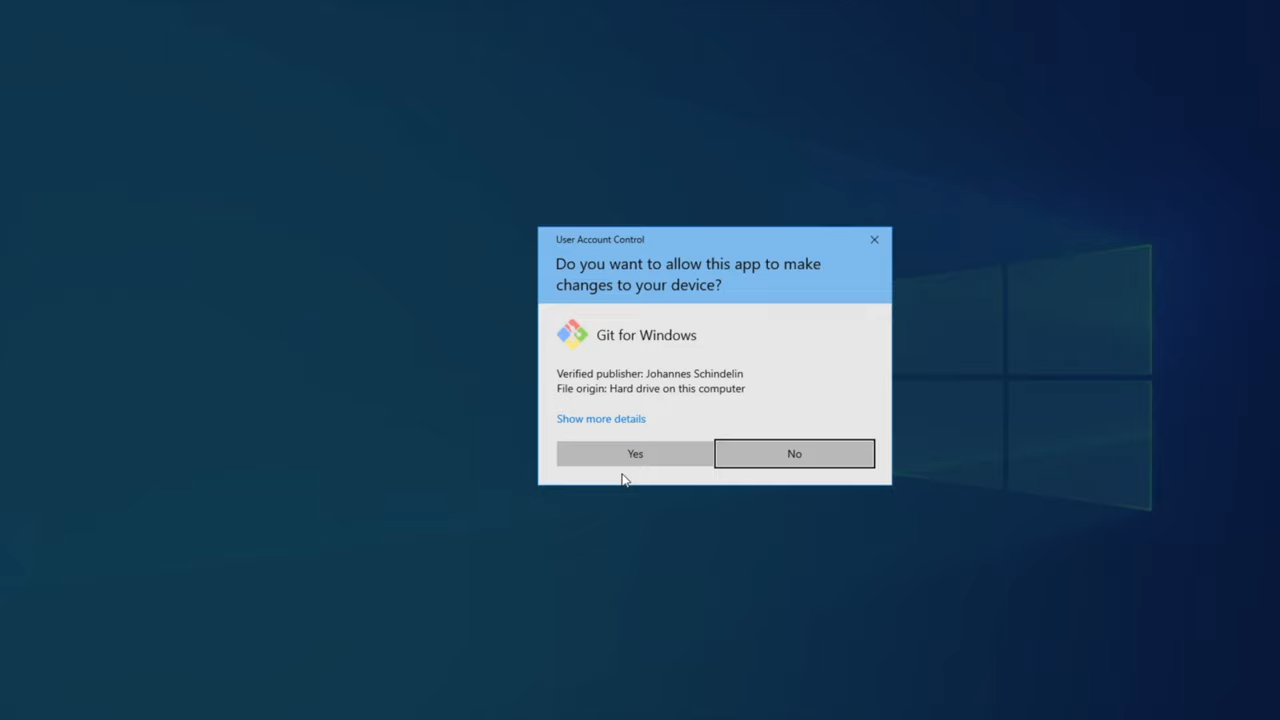 User Account Control
Do you want to allow this app to make
changes to your device?
Git for Windows
Verified publisher: Johannes Schindelin
File origin: Hard drive on this computer
Show more details
Yes
No